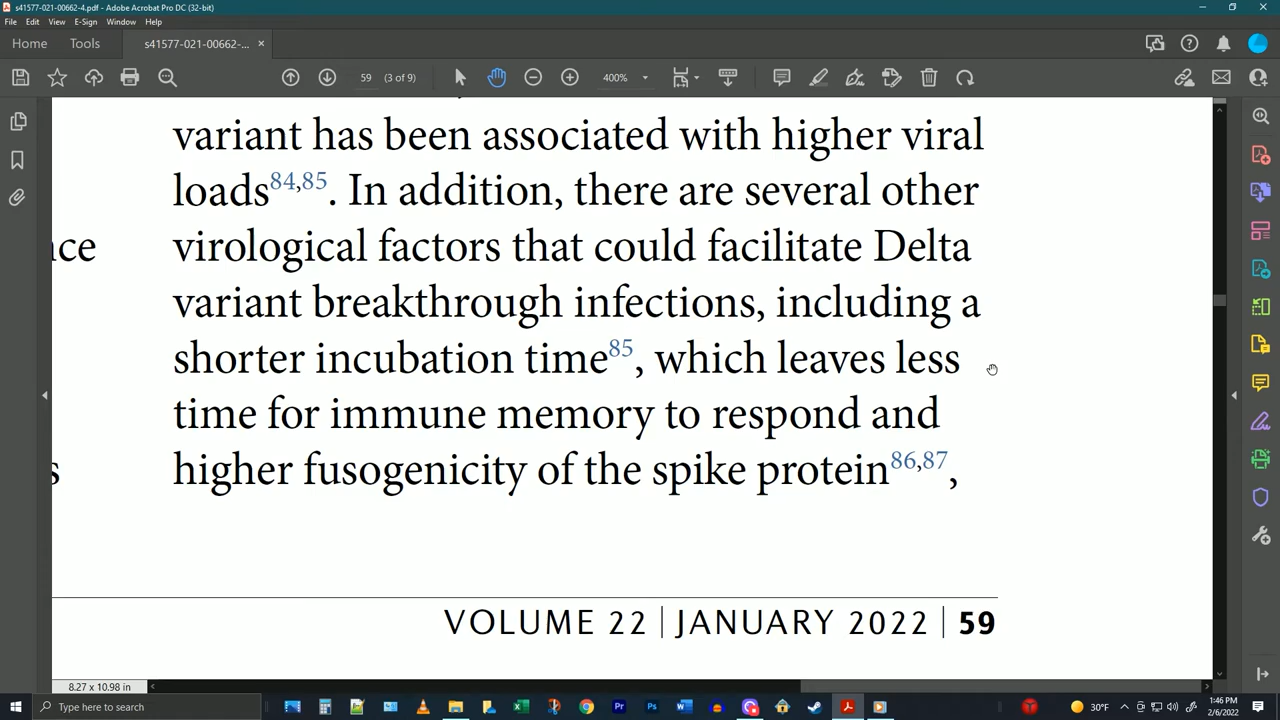 s41577-021-00662-4.pdf - Adobe Acrobat Pro DC (32-bit)
File Edit View E-Sign Window Help
Home Tools s41577-021-00662-... ×
59 (3 of 9) 400%
variant has been associated with higher viral
loads84,85. In addition, there are several other
virological factors that could facilitate Delta
variant breakthrough infections, including a
shorter incubation time85, which leaves less
time for immune memory to respond and
higher fusogenicity of the spike protein86,87,
nce
s
VOLUME 22 | JANUARY 2022 | 59
8.27 x 10.98 in
Type here to search
30°F
1:46 PM
2/6/2022